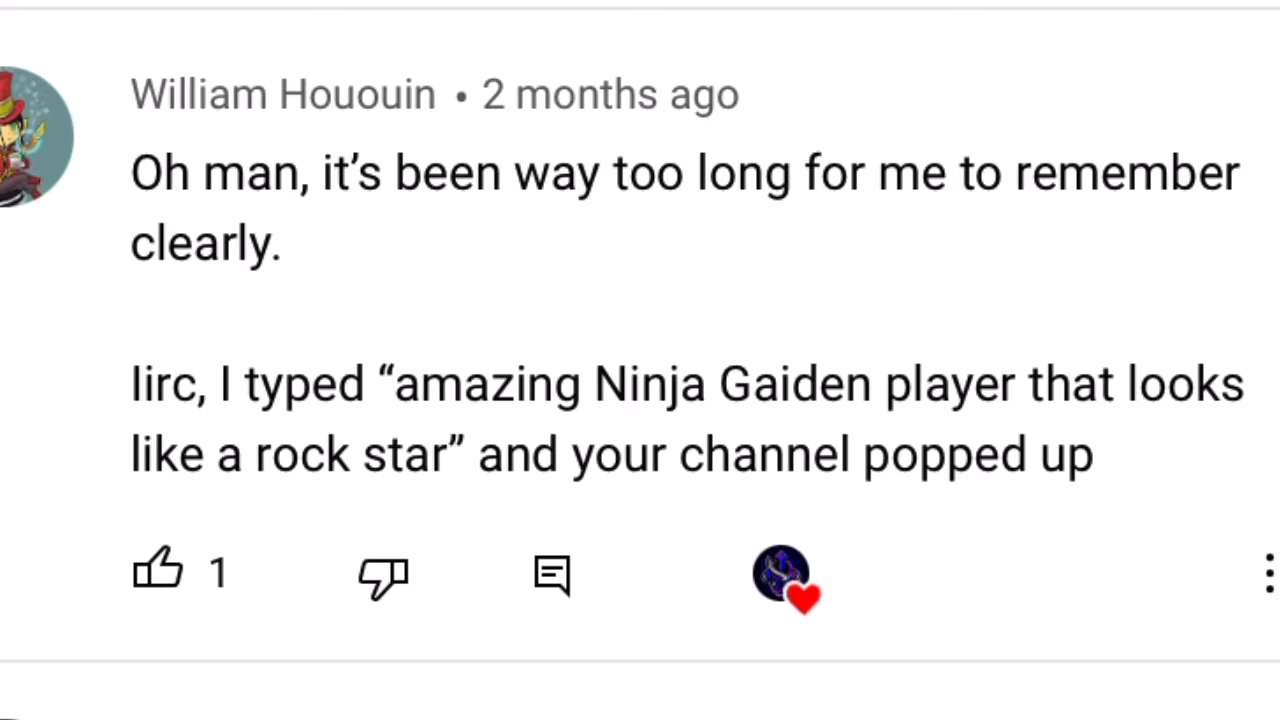 William Hououin • 2 months ago
Oh man, it’s been way too long for me to remember
clearly.
Iirc, I typed “amazing Ninja Gaiden player that looks
like a rock star” and your channel popped up
1